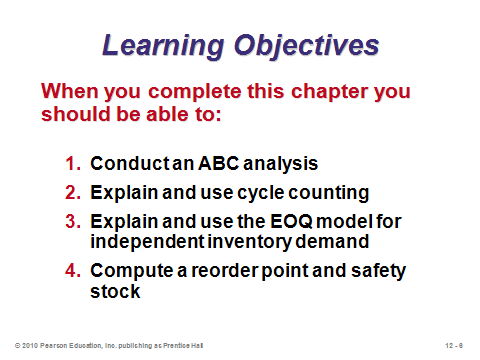 Learning Objectives
When you complete this chapter you
should be able to:
1. Conduct an ABC analysis
2. Explain and use cycle counting
3. Explain and use the EOQ model for
independent inventory demand
4. Compute a reorder point and safety
stock
© 2010 Pearson Education, Inc. publishing as Prentice Hall
12 - 6